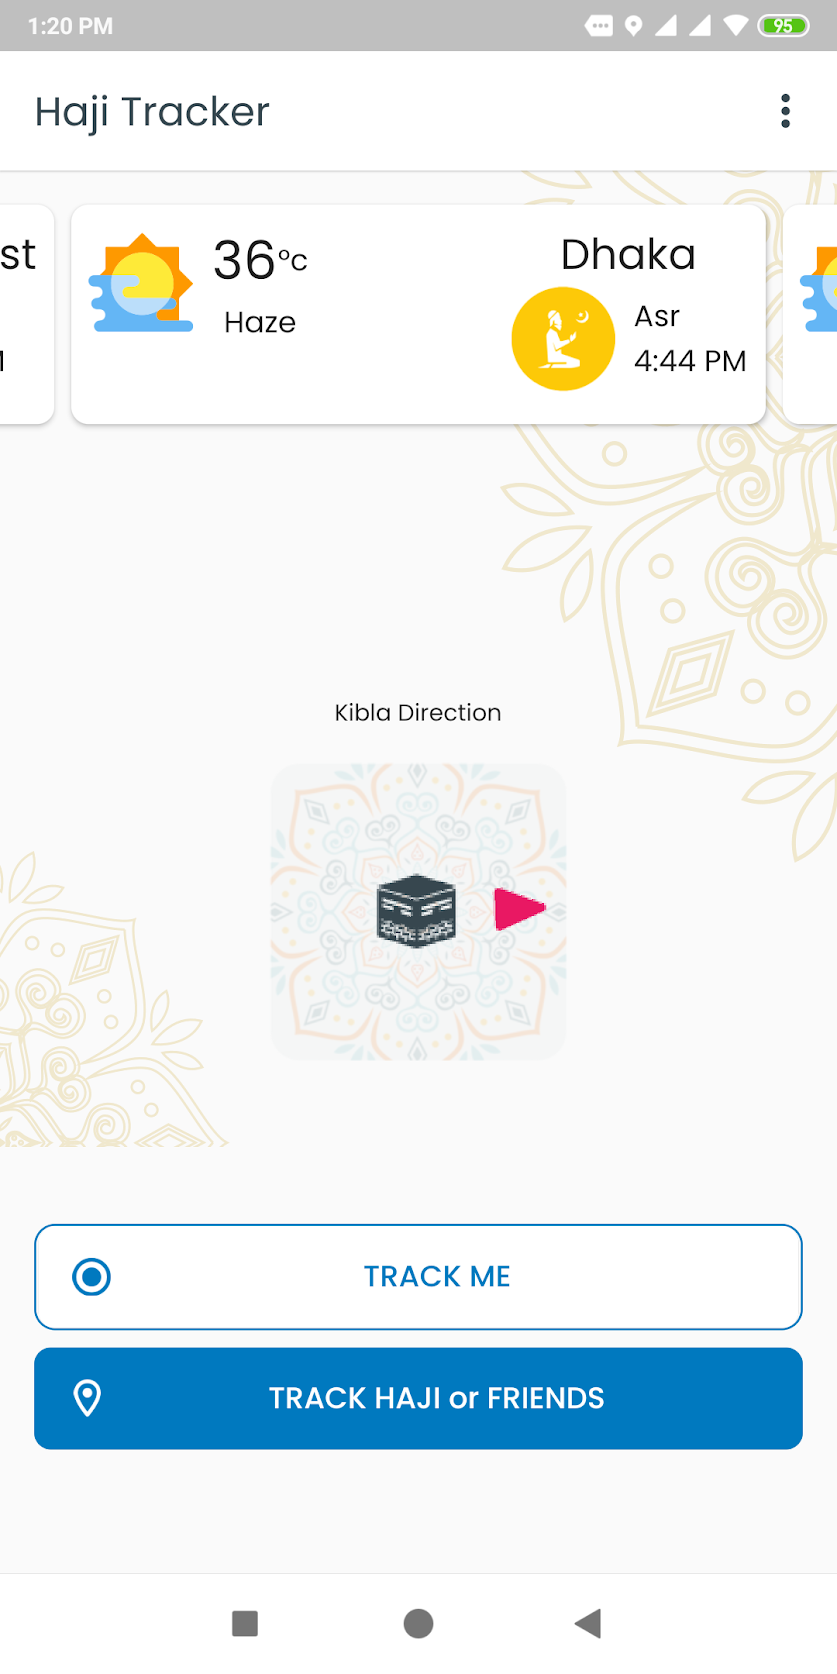 1:20 PM
95
Haji Tracker
st
36°C
Haze
Dhaka
Asr
4:44 PM
Kibla Direction
TRACK ME
TRACK HAJI or FRIENDS